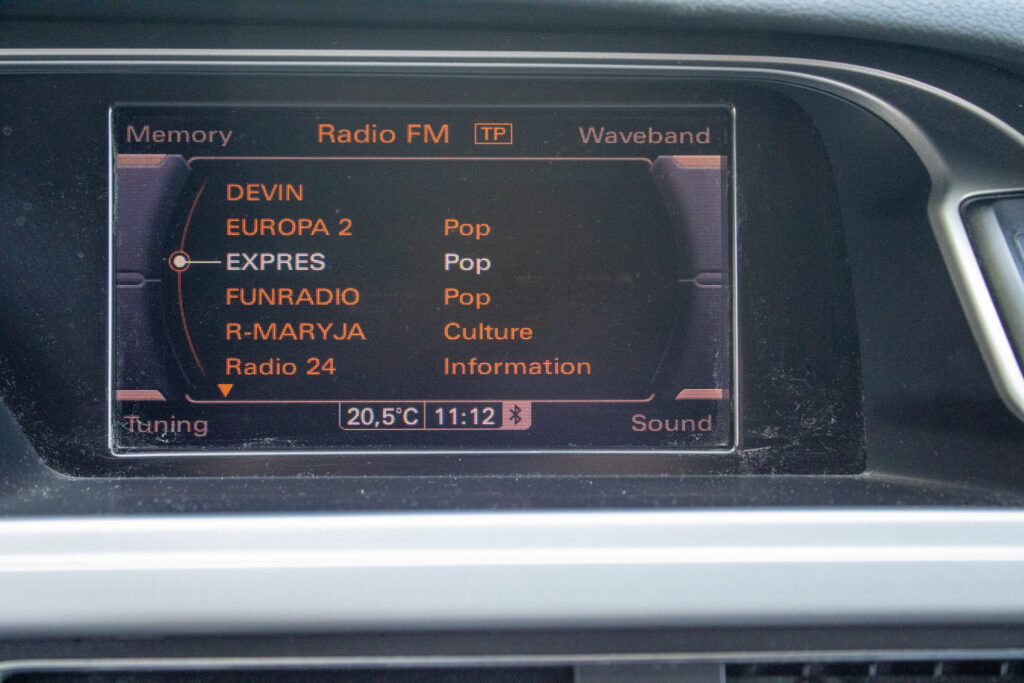 Memory Radio FM TP Waveband
DEVIN
EUROPA 2 Pop
EXPRES Pop
FUNRADIO Pop
R-MARYJA Culture
Radio 24 Information
Tuning 20,5°C 11:12 Sound